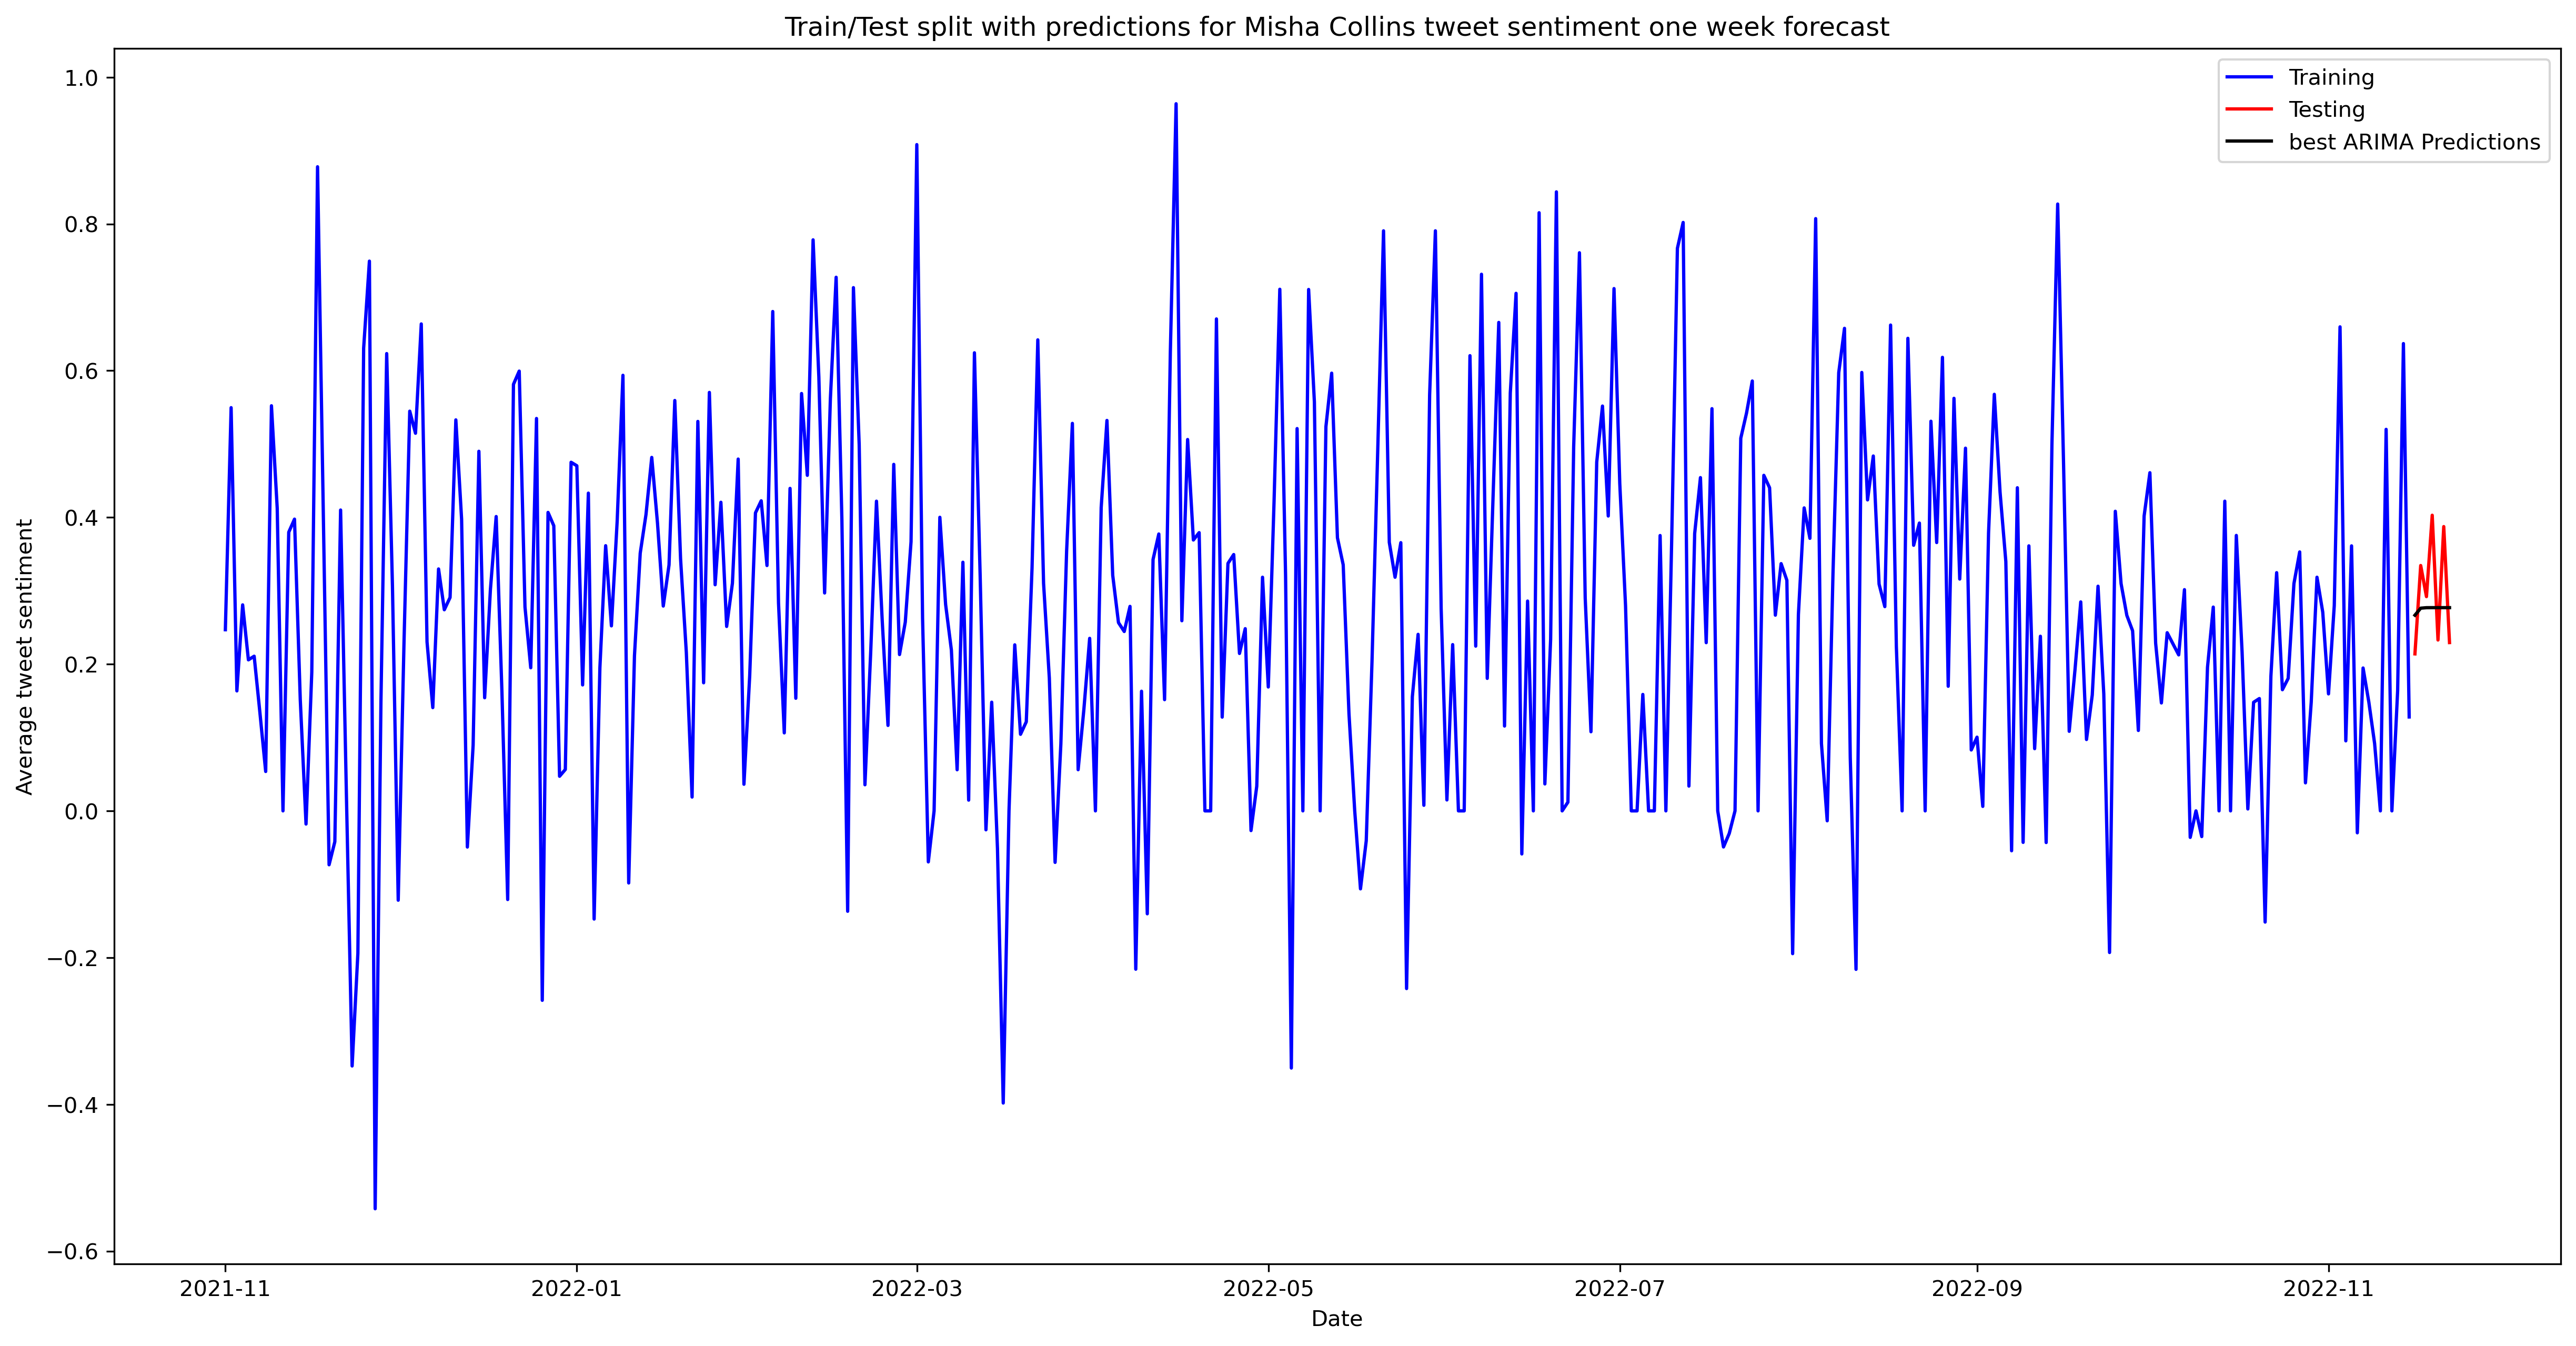 Train/Test split with predictions for Misha Collins tweet sentiment one week forecast
Training
Testing
best ARIMA Predictions
Average tweet sentiment
1.0
0.8
0.6
0.4
0.2
0.0
−0.2
−0.4
−0.6
2021-11 2022-01 2022-03 2022-05 2022-07 2022-09 2022-11
Date